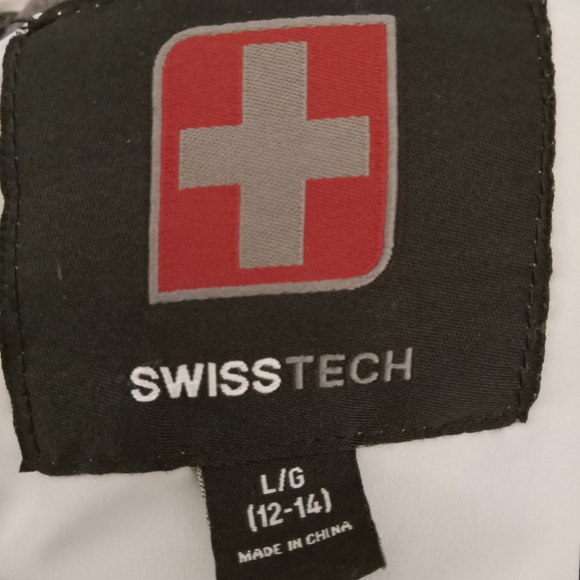 SWISSTECH
L/G
(12-14)
MADE IN CHINA